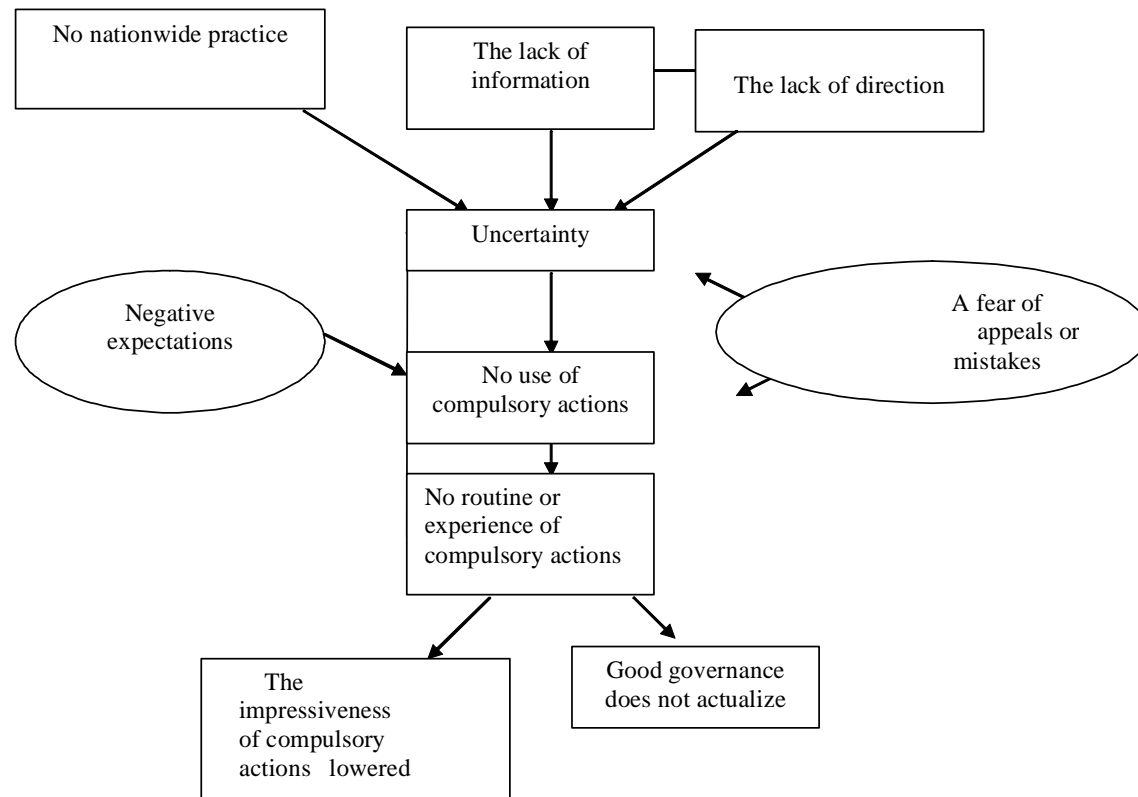 No nationwide practice
The lack of
information
The lack of direction
Uncertainty
Negative
expectations
A fear of
appeals or
mistakes
No use of
compulsory actions
No routine or
experience of
compulsory actions
The
impressiveness
of compulsory
actions lowered
Good governance
does not actualize